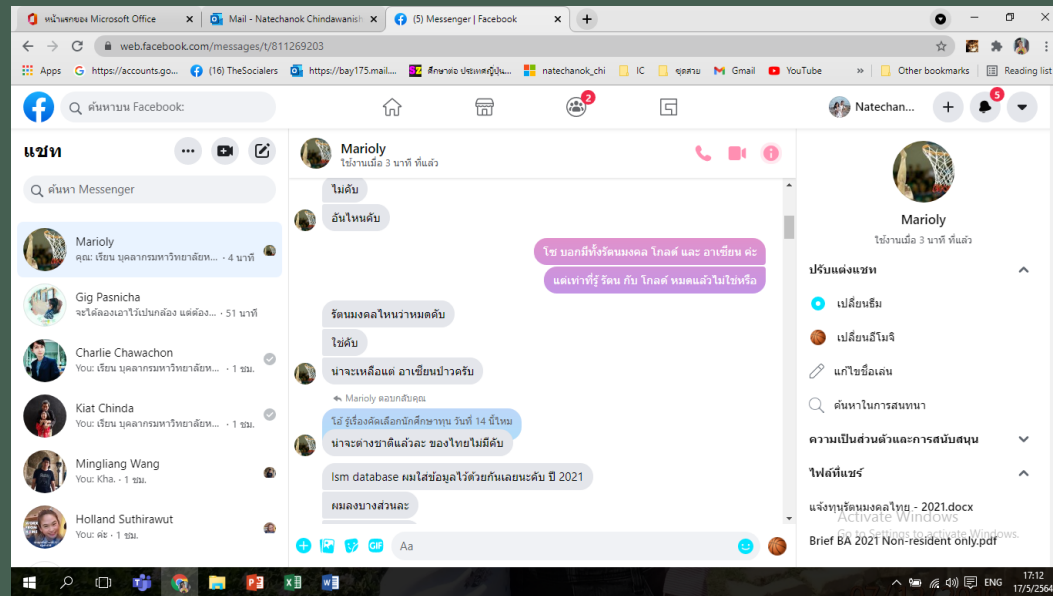 หน้าแรกของ Microsoft Office
Mail - Natechanok Chindawanish
(5) Messenger | Facebook
web.facebook.com/messages/t/811269203
Apps
https://accounts.go...
(16) TheSocialers
https://bay175.mail....
ศึกษาต่อ ประเทศญี่ปุ่น...
natechanok_chi
IC
ชุดสวย
Gmail
YouTube
»
Other bookmarks
Reading list
ค้นหาบน Facebook:
2
Natechan...
5
แชท
ค้นหา Messenger
Marioly
คุณ: เรียน บุคลากรมหาวิทยาลัยห... · 4 นาที
Gig Pasnicha
จะได้ลองเอาไว้เปนกล้อง แต่ต้อง... · 51 นาที
Charlie Chawachon
You: เรียน บุคลากรมหาวิทยาลัยห... · 1 ชม.
Kiat Chinda
You: เรียน บุคลากรมหาวิทยาลัยห... · 1 ชม.
Mingliang Wang
You: Kha. · 1 ชม.
Holland Suthirawut
You: ค่ะ · 1 ชม.
Marioly
ใช้งานเมื่อ 3 นาที ที่แล้ว
ไม่คับ
อันไหนคับ
โช บอกมีทั้งรัตนมงคล โกลด์ และ อาเซียน ค่ะ
แต่เท่าที่รู้ รัตน กับ โกลด์ หมดแล้วไม่ใช่หรือ
รัตนมงคลไหนว่าหมดคับ
ใช่คับ
น่าจะเหลือแต่ อาเซียนป่าวครับ
Marioly ตอบกลับคุณ
โอ๋ รู้เรื่องคัดเลือกนักศึกษาทุน วันที่ 14 นี้ไหม
น่าจะต่างชาติแล้วละ ของไทยไม่มีคับ
Ism database ผมใส่ข้อมูลไว้ด้วยกันเลยนะคับ ปี 2021
ผมลงบางส่วนละ
GIF
Aa
Marioly
ใช้งานเมื่อ 3 นาที ที่แล้ว
ปรับแต่งแชท
เปลี่ยนธีม
เปลี่ยนอีโมจิ
แก้ไขชื่อเล่น
ค้นหาในการสนทนา
ความเป็นส่วนตัวและการสนับสนุน
ไฟล์ที่แชร์
แจ้งทุนรัตนมงคลไทย - 2021.docx
Brief BA 2021 Non-resident only.pdf
Activate Windows
Go to Settings to activate Windows.
ENG
17:12
17/5/2564